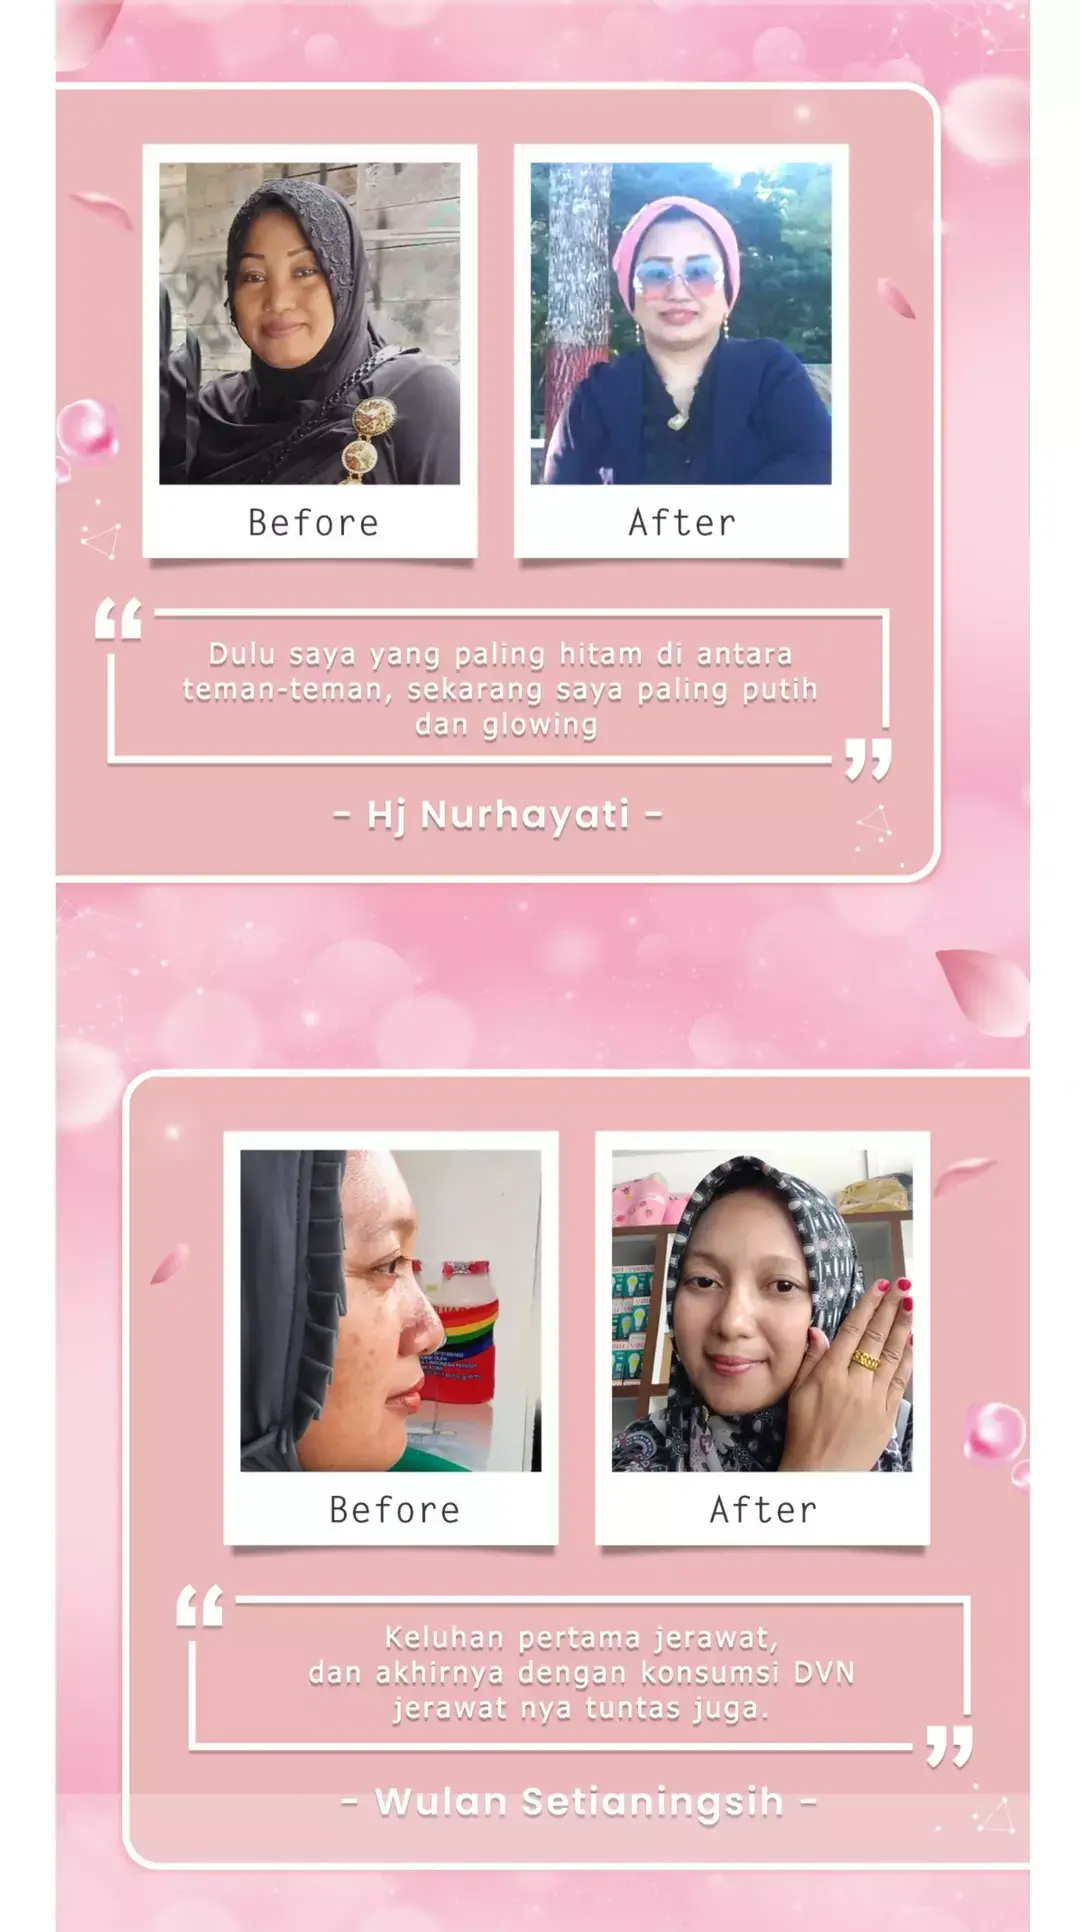 Before
After
“
Dulu saya yang paling hitam di antara
teman-teman, sekarang saya paling putih
dan glowing
”
- Hj Nurhayati -
Before
After
“
Keluhan pertama jerawat,
dan akhirnya dengan konsumsi DVN
jerawat nya tuntas juga.
”
- Wulan Setianingsih -